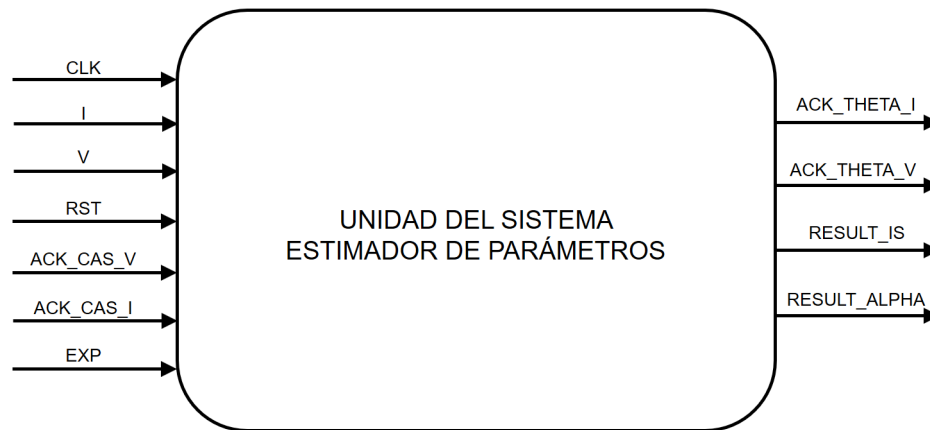 CLK
I
V
RST
ACK_CAS_V
ACK_CAS_I
EXP
UNIDAD DEL SISTEMA
ESTIMADOR DE PARÁMETROS
ACK_THETA_I
ACK_THETA_V
RESULT_IS
RESULT_ALPHA